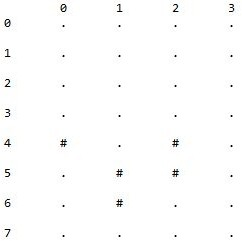 0 1 2 3
0 . . . .
1 . . . .
2 . . . .
3 . . . .
4 # . # .
5 . # # .
6 . # . .
7 . . . .